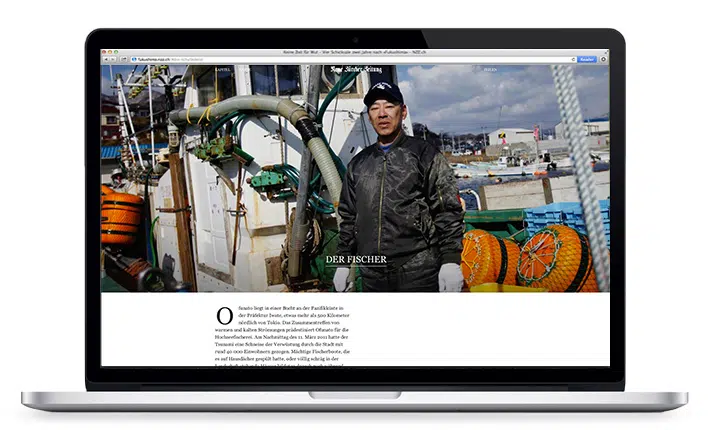 Keine Zeit für Wut – Vier Schicksale zwei Jahre nach «Fukushima» - NZZ.ch
fukushima.nzz.ch
Reader
KAPITEL
Neue Zürcher Zeitung
DER FISCHER
Ofunato liegt in einer Bucht an der Pazifikküste in
der Präfektur Iwate, etwas mehr als 500 Kilometer
nördlich von Tokio. Das Zusammentreffen von
warmen und kalten Strömungen prädestiniert Ofunato für die
Hochseefischerei. Am Nachmittag des 11. März 2011 hatte der
Tsunami eine Schneise der Verwüstung durch die Stadt mit
rund 40 000 Einwohnern gezogen. Mächtige Fischerboote, die
es auf Hausdächer gespült hatte, oder völlig schräg in der